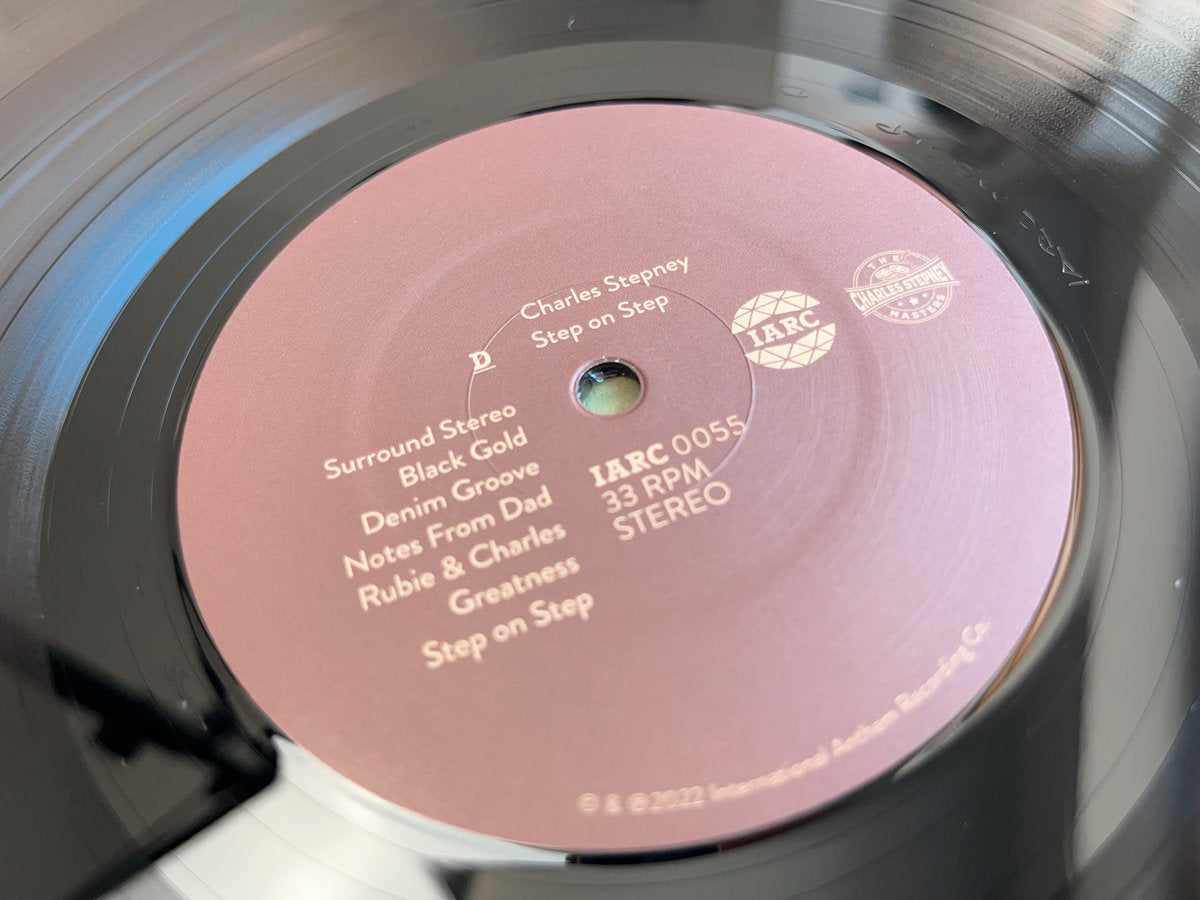 Charles Stepney
Step on Step
D
IARC
THE
CHARLES STEPNEY
MASTERS
Surround Stereo
Black Gold
Denim Groove
Notes From Dad
Rubie & Charles
Greatness
Step on Step
IARC 0055
33 RPM
STEREO
© & ℗ 2022 International Anthem Recording Co.